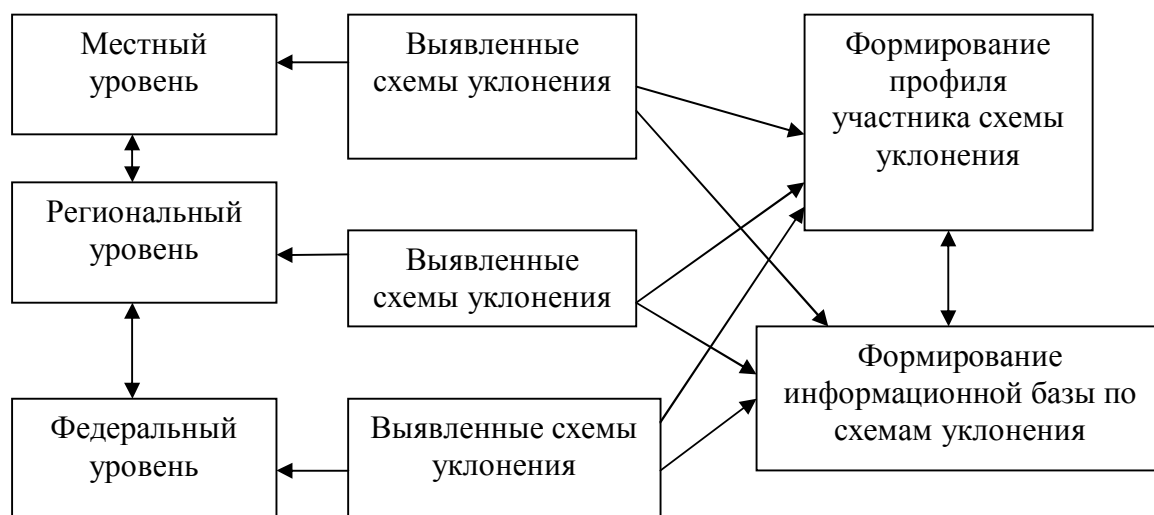 Местный
уровень
Выявленные
схемы уклонения
Формирование
профиля
участника схемы
уклонения
Региональный
уровень
Выявленные
схемы уклонения
Формирование
информационной базы по
схемам уклонения
Федеральный
уровень
Выявленные схемы
уклонения